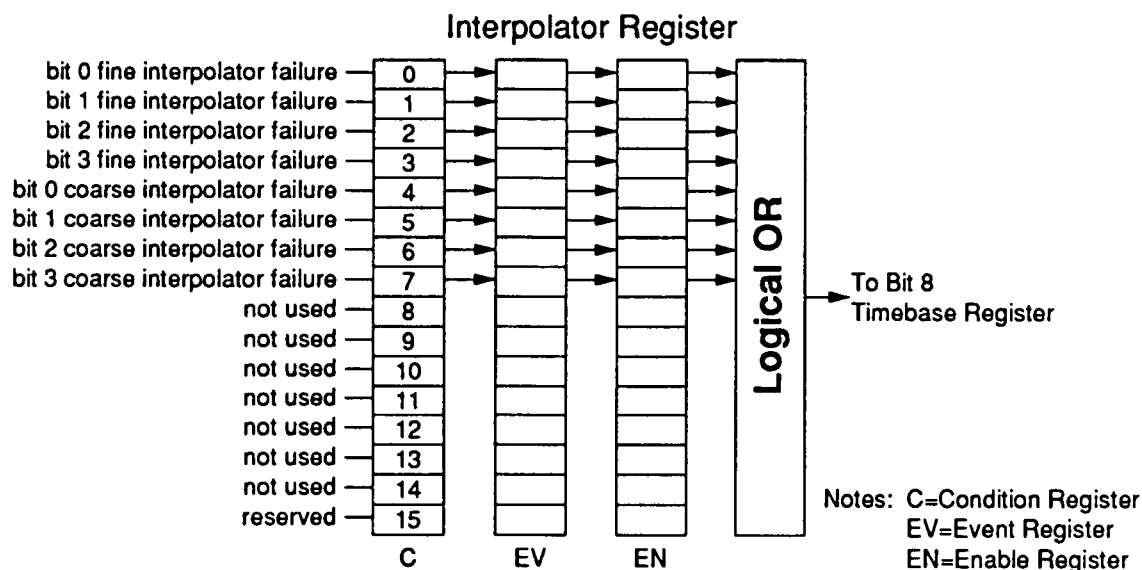 Interpolator Register
bit 0 fine interpolator failure 0
bit 1 fine interpolator failure 1
bit 2 fine interpolator failure 2
bit 3 fine interpolator failure 3
bit 0 coarse interpolator failure 4
bit 1 coarse interpolator failure 5
bit 2 coarse interpolator failure 6
bit 3 coarse interpolator failure 7
not used 8
not used 9
not used 10
not used 11
not used 12
not used 13
not used 14
reserved 15
C EV EN
Logical OR
To Bit 8
Timebase Register
Notes: C=Condition Register
EV=Event Register
EN=Enable Register